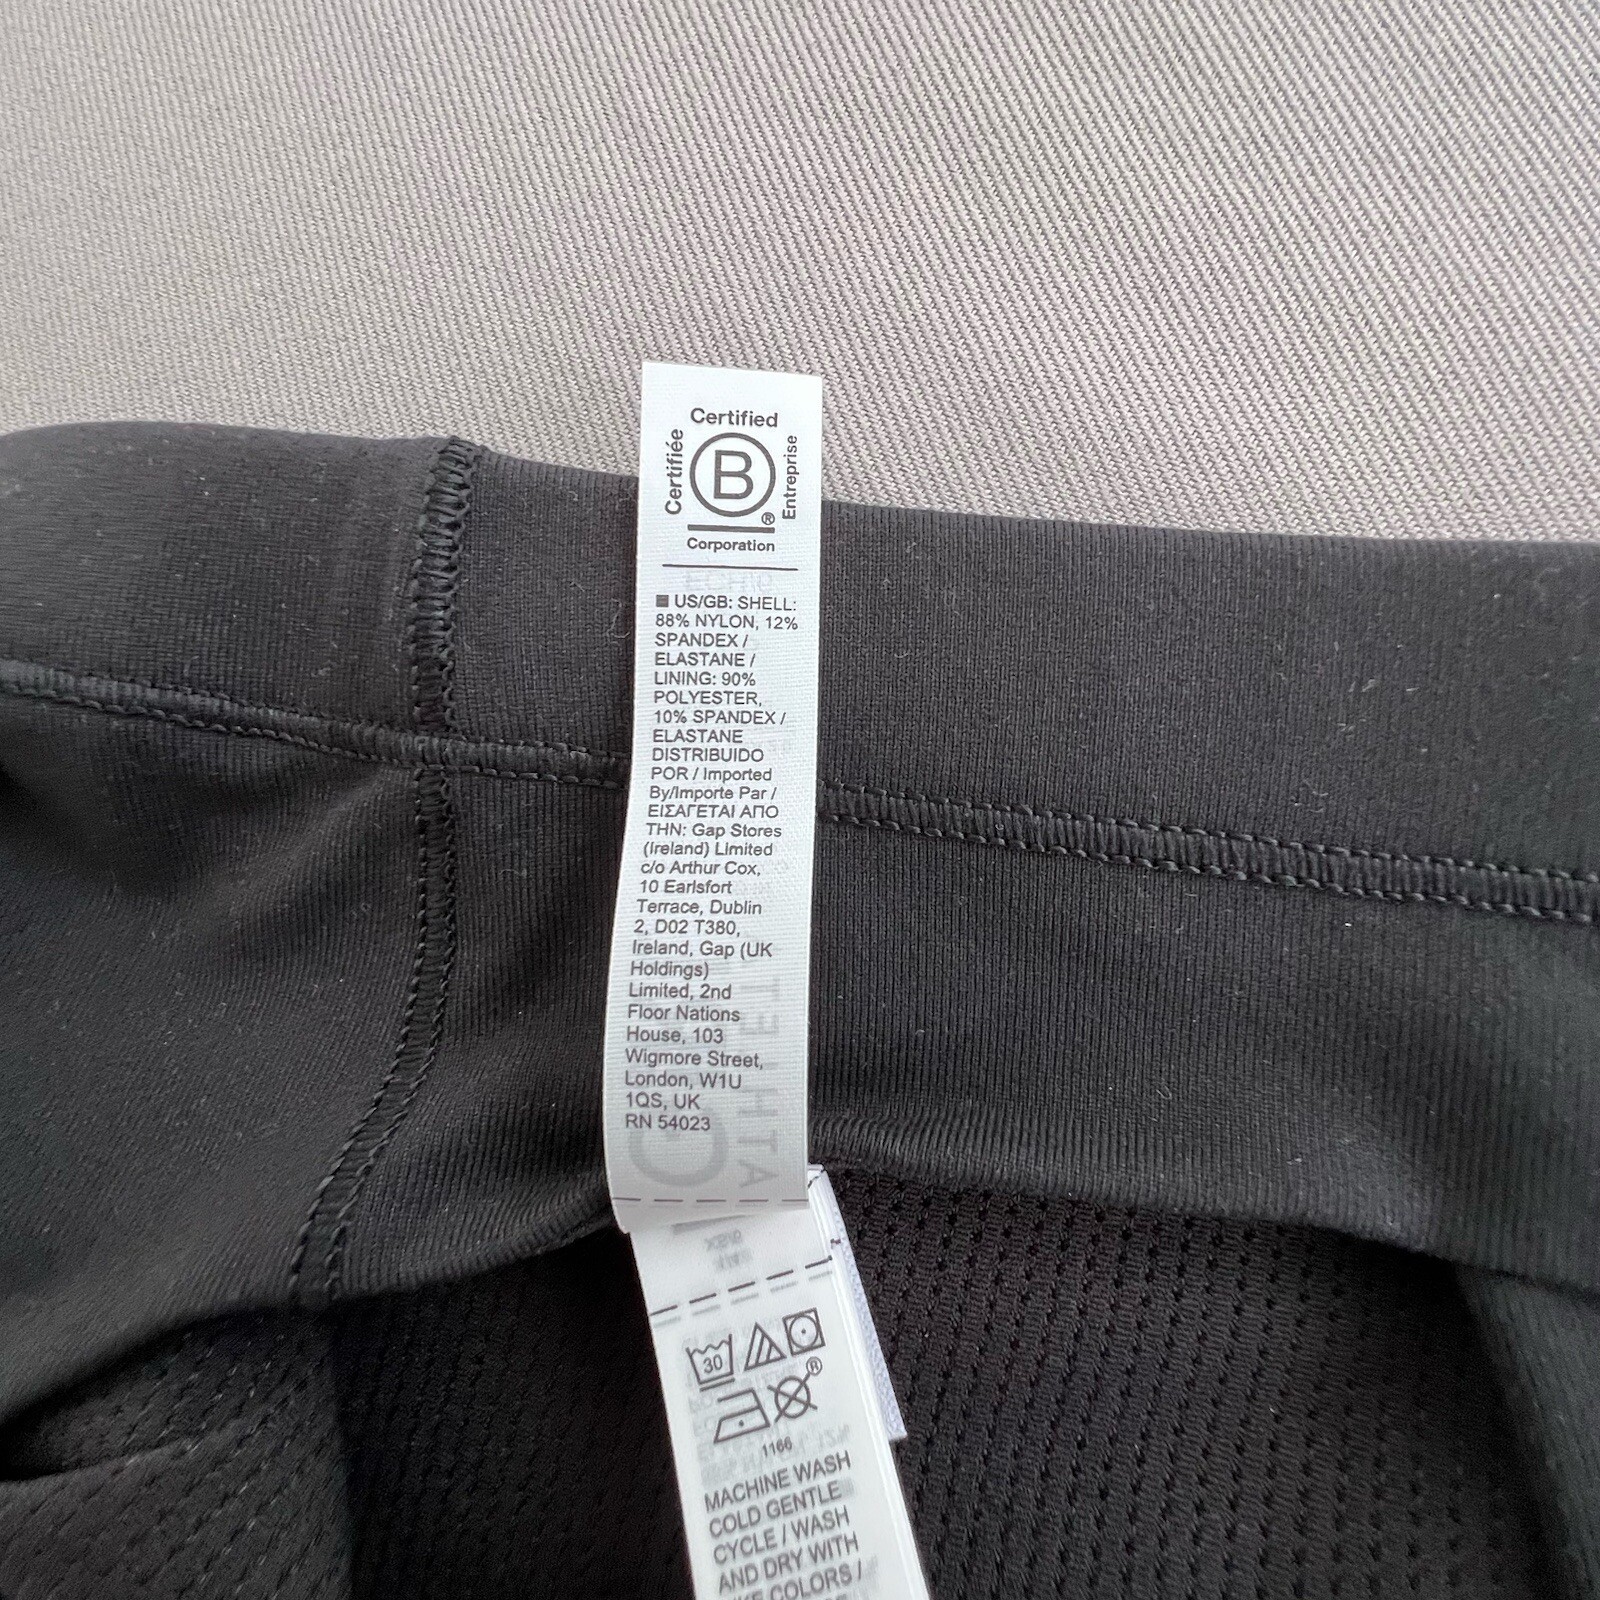 Certified
Certifiée
B
®
Entreprise
Corporation
US/GB: SHELL:
88% NYLON, 12%
SPANDEX /
ELASTANE /
LINING: 90%
POLYESTER,
10% SPANDEX /
ELASTANE
DISTRIBUIDO
POR / Imported
By/Importe Par /
ΕΙΣΑΓΕΤΑΙ ΑΠΟ
ΤΗΝ: Gap Stores
(Ireland) Limited
c/o Arthur Cox,
10 Earlsfort
Terrace, Dublin
2, D02 T380,
Ireland, Gap (UK
Holdings)
Limited, 2nd
Floor Nations
House, 103
Wigmore Street,
London, W1U
1QS, UK
RN 54023
30
®
1166
MACHINE WASH
COLD GENTLE
CYCLE / WASH
AND DRY WITH
COLORS /